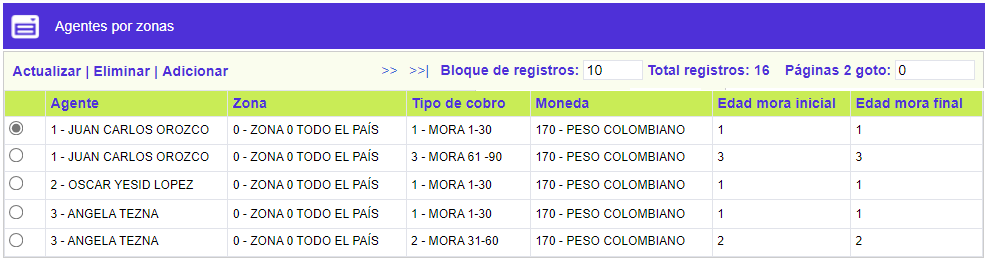 Agentes por zonas
Actualizar | Eliminar | Adicionar >> >>| Bloque de registros: 10 Total registros: 16 Páginas 2 goto: 0
Agente Zona Tipo de cobro Moneda Edad mora inicial Edad mora final
1 - JUAN CARLOS OROZCO 0 - ZONA 0 TODO EL PAÍS 1 - MORA 1-30 170 - PESO COLOMBIANO 1 1
1 - JUAN CARLOS OROZCO 0 - ZONA 0 TODO EL PAÍS 3 - MORA 61 -90 170 - PESO COLOMBIANO 3 3
2 - OSCAR YESID LOPEZ 0 - ZONA 0 TODO EL PAÍS 1 - MORA 1-30 170 - PESO COLOMBIANO 1 1
3 - ANGELA TEZNA 0 - ZONA 0 TODO EL PAÍS 1 - MORA 1-30 170 - PESO COLOMBIANO 1 1
3 - ANGELA TEZNA 0 - ZONA 0 TODO EL PAÍS 2 - MORA 31-60 170 - PESO COLOMBIANO 2 2